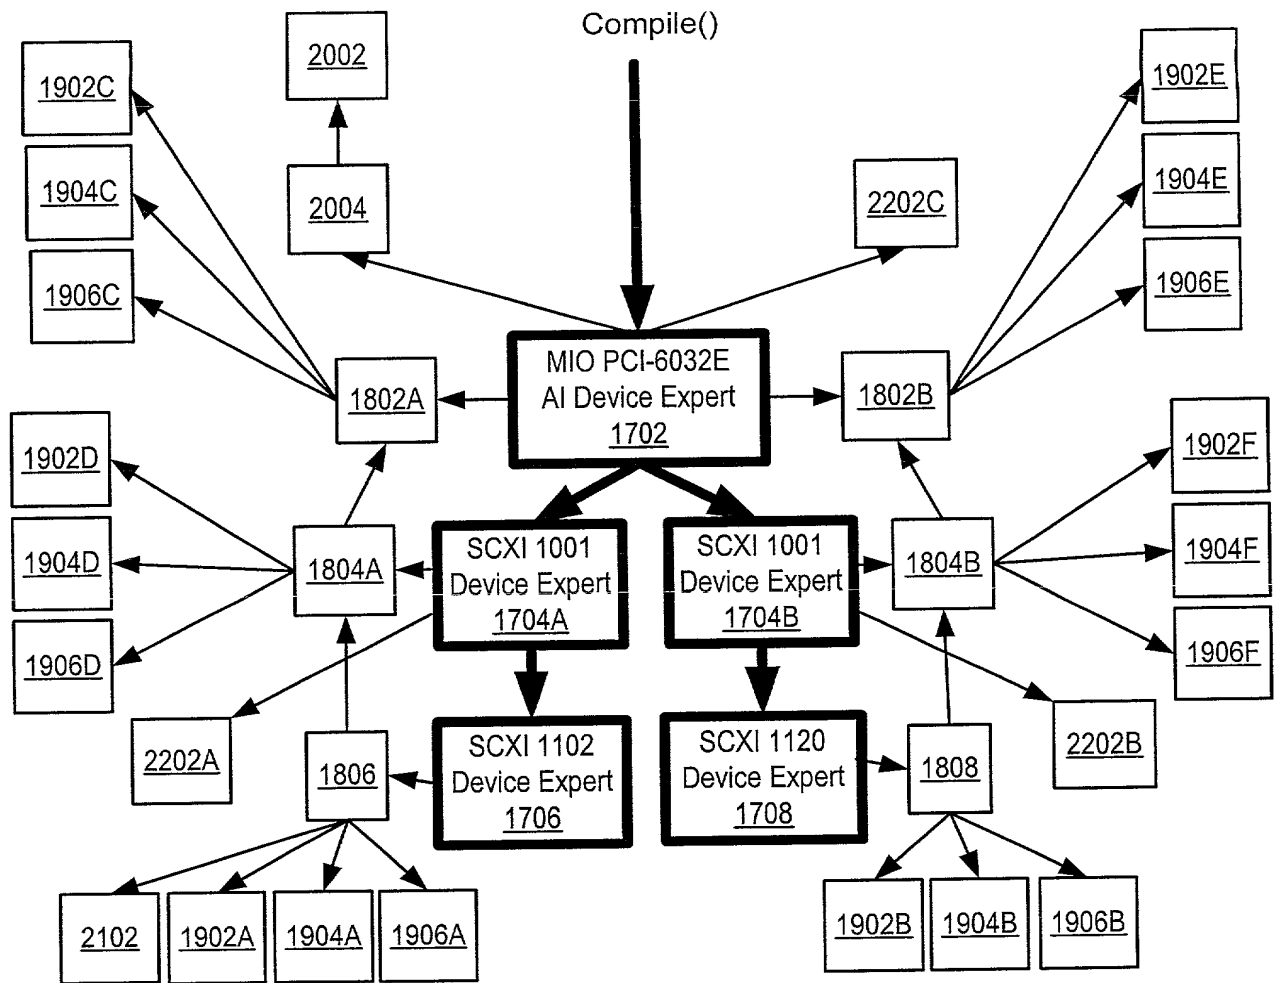 Compile()
1902C
2002
1902E
1904C
2004
2202C
1904E
1906C
1906E
MIO PCI-6032E
AI Device Expert
1702
1802A
1802B
1902D
1902F
1904D
1904F
1906D
1906F
1804A
SCXI 1001
Device Expert
1704A
SCXI 1001
Device Expert
1704B
1804B
2202A
1806
SCXI 1102
Device Expert
1706
SCXI 1120
Device Expert
1708
1808
2202B
2102
1902A
1904A
1906A
1902B
1904B
1906B